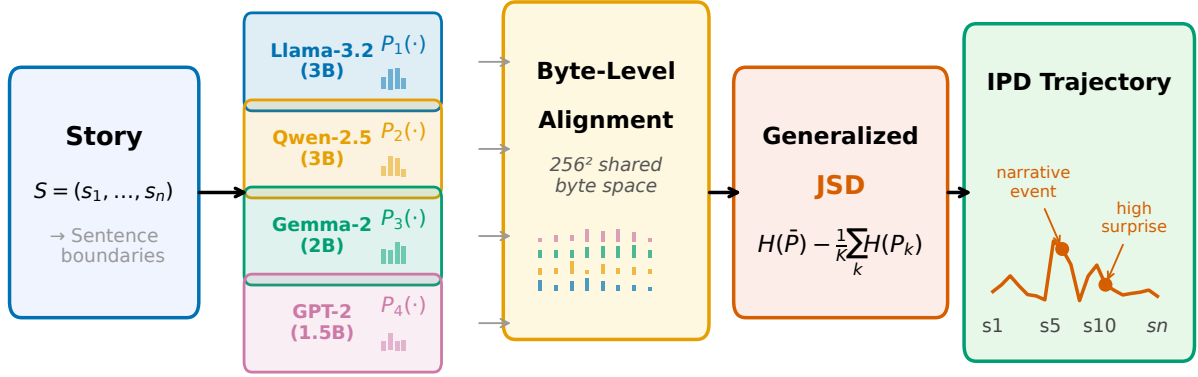 Story
S = (s₁, …, sₙ)
→ Sentence
boundaries
Llama-3.2 P₁(·)
(3B)
Qwen-2.5 P₂(·)
(3B)
Gemma-2 P₃(·)
(2B)
GPT-2 P₄(·)
(1.5B)
Byte-Level
Alignment
256² shared
byte space
Generalized
JSD
H(P̄) − 1/K ∑ₖ H(Pₖ)
IPD Trajectory
narrative
event
high
surprise
s1 s5 s10 sn